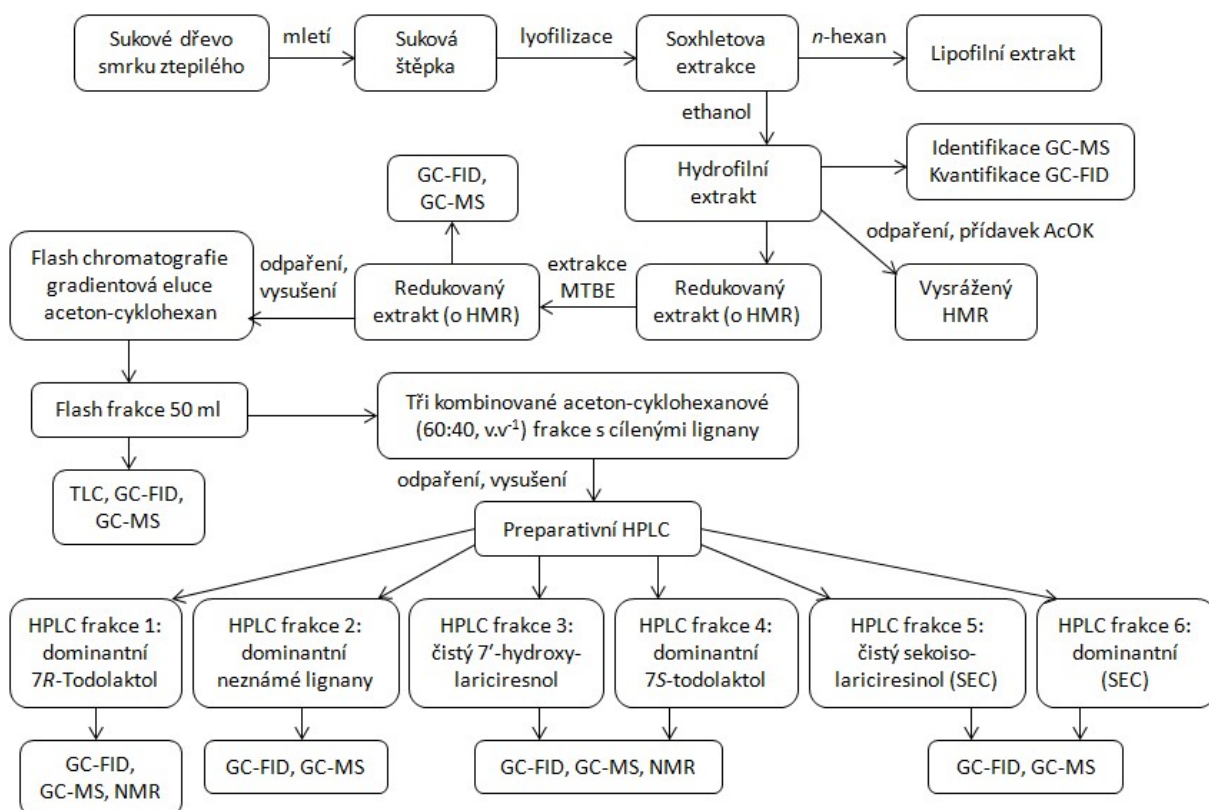 Sukové dřevo
smrku ztepilého
mletí
Suková
štěpka
lyofilizace
Soxhletova
extrakce
n-hexan
Lipofilní extrakt
ethanol
Hydrofilní
extrakt
Identifikace GC-MS
Kvantifikace GC-FID
odpaření, přídavek AcOK
Vysrážený
HMR
Redukovaný
extrakt (o HMR)
extrakce
MTBE
Redukovaný
extrakt (o HMR)
GC-FID,
GC-MS
odpaření,
vysušení
Flash chromatografie
gradientová eluce
aceton-cyklohexan
Flash frakce 50 ml
TLC, GC-FID,
GC-MS
Tři kombinované aceton-cyklohexanové
(60:40, v.v⁻¹) frakce s cílenými lignany
odpaření, vysušení
Preparativní HPLC
HPLC frakce 1:
dominantní
7R-Todolaktol
HPLC frakce 2:
dominantní
neznámé lignany
HPLC frakce 3:
čistý 7′-hydroxy-
lariciresnol
HPLC frakce 4:
dominantní
7S-todolaktol
HPLC frakce 5:
čistý sekoiso-
lariciresinol (SEC)
HPLC frakce 6:
dominantní
(SEC)
GC-FID,
GC-MS, NMR
GC-FID, GC-MS
GC-FID, GC-MS, NMR
GC-FID, GC-MS